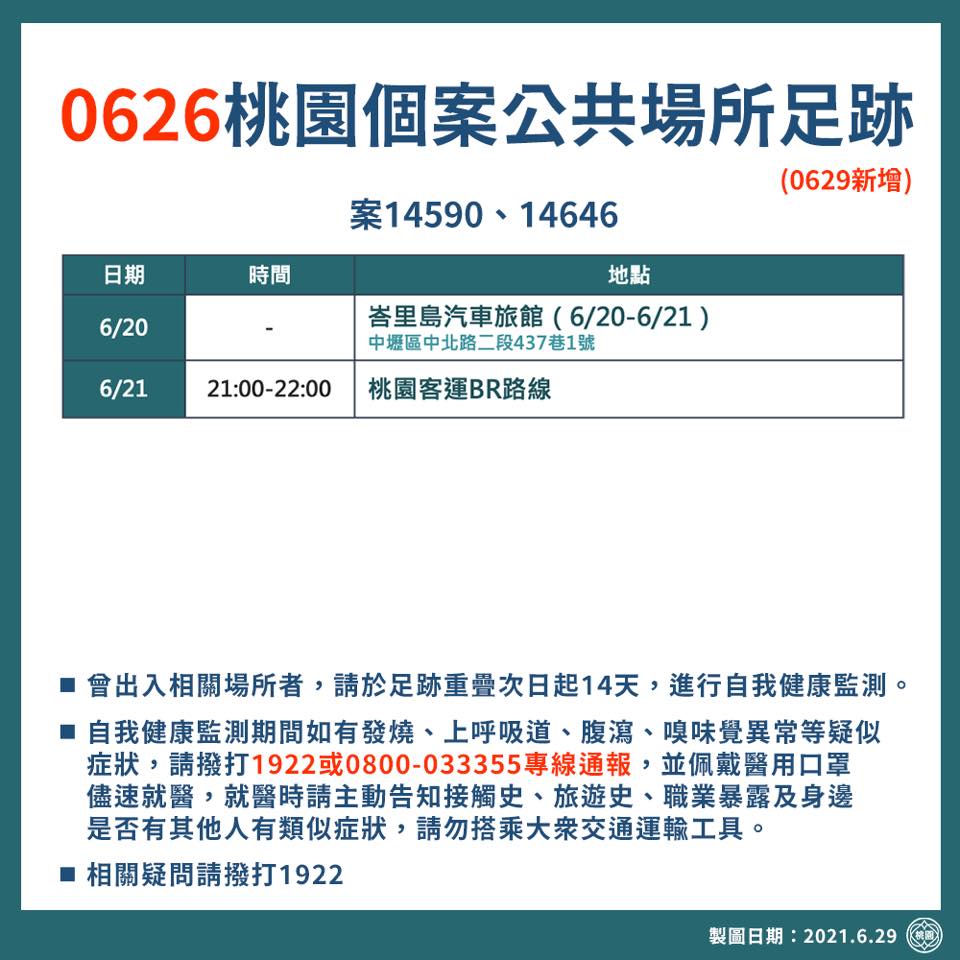 0626桃園個案公共場所足跡
(0629新增)
案14590、14646
日期 時間 地點
6/20 - 峇里島汽車旅館（6/20-6/21）
中壢區中北路二段437巷1號
6/21 21:00-22:00 桃園客運BR路線
■ 曾出入相關場所者，請於足跡重疊次日起14天，進行自我健康監測。
■ 自我健康監測期間如有發燒、上呼吸道、腹瀉、嗅味覺異常等疑似
症狀，請撥打1922或0800-033355專線通報，並佩戴醫用口罩
儘速就醫，就醫時請主動告知接觸史、旅遊史、職業暴露及身邊
是否有其他人有類似症狀，請勿搭乘大眾交通運輸工具。
■ 相關疑問請撥打1922
製圖日期：2021.6.29
桃園